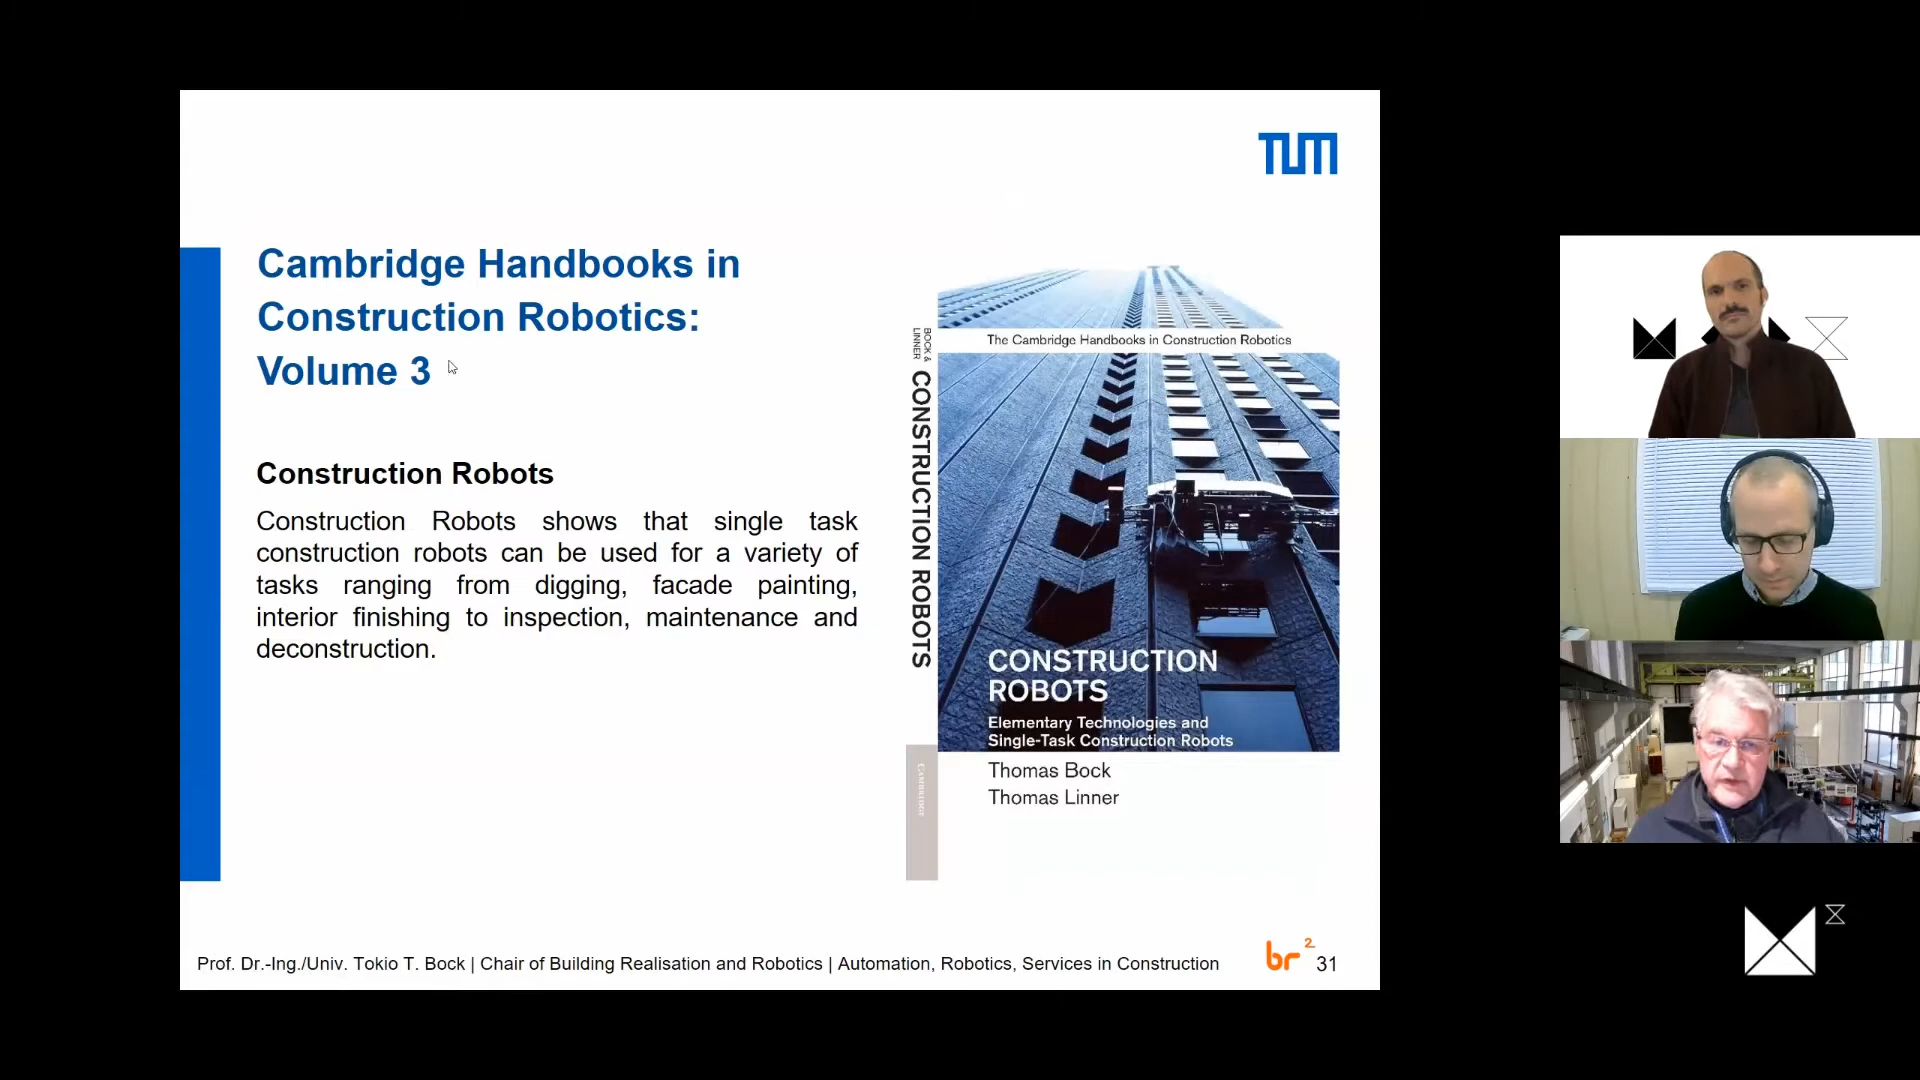 TUM
Cambridge Handbooks in
Construction Robotics:
Volume 3
Construction Robots
Construction Robots shows that single task
construction robots can be used for a variety of
tasks ranging from digging, facade painting,
interior finishing to inspection, maintenance and
deconstruction.
BOCK &
LINNER
CONSTRUCTION ROBOTS
CAMBRIDGE
The Cambridge Handbooks in Construction Robotics
CONSTRUCTION
ROBOTS
Elementary Technologies and
Single-Task Construction Robots
Thomas Bock
Thomas Linner
Prof. Dr.-Ing./Univ. Tokio T. Bock | Chair of Building Realisation and Robotics | Automation, Robotics, Services in Construction
br2
31